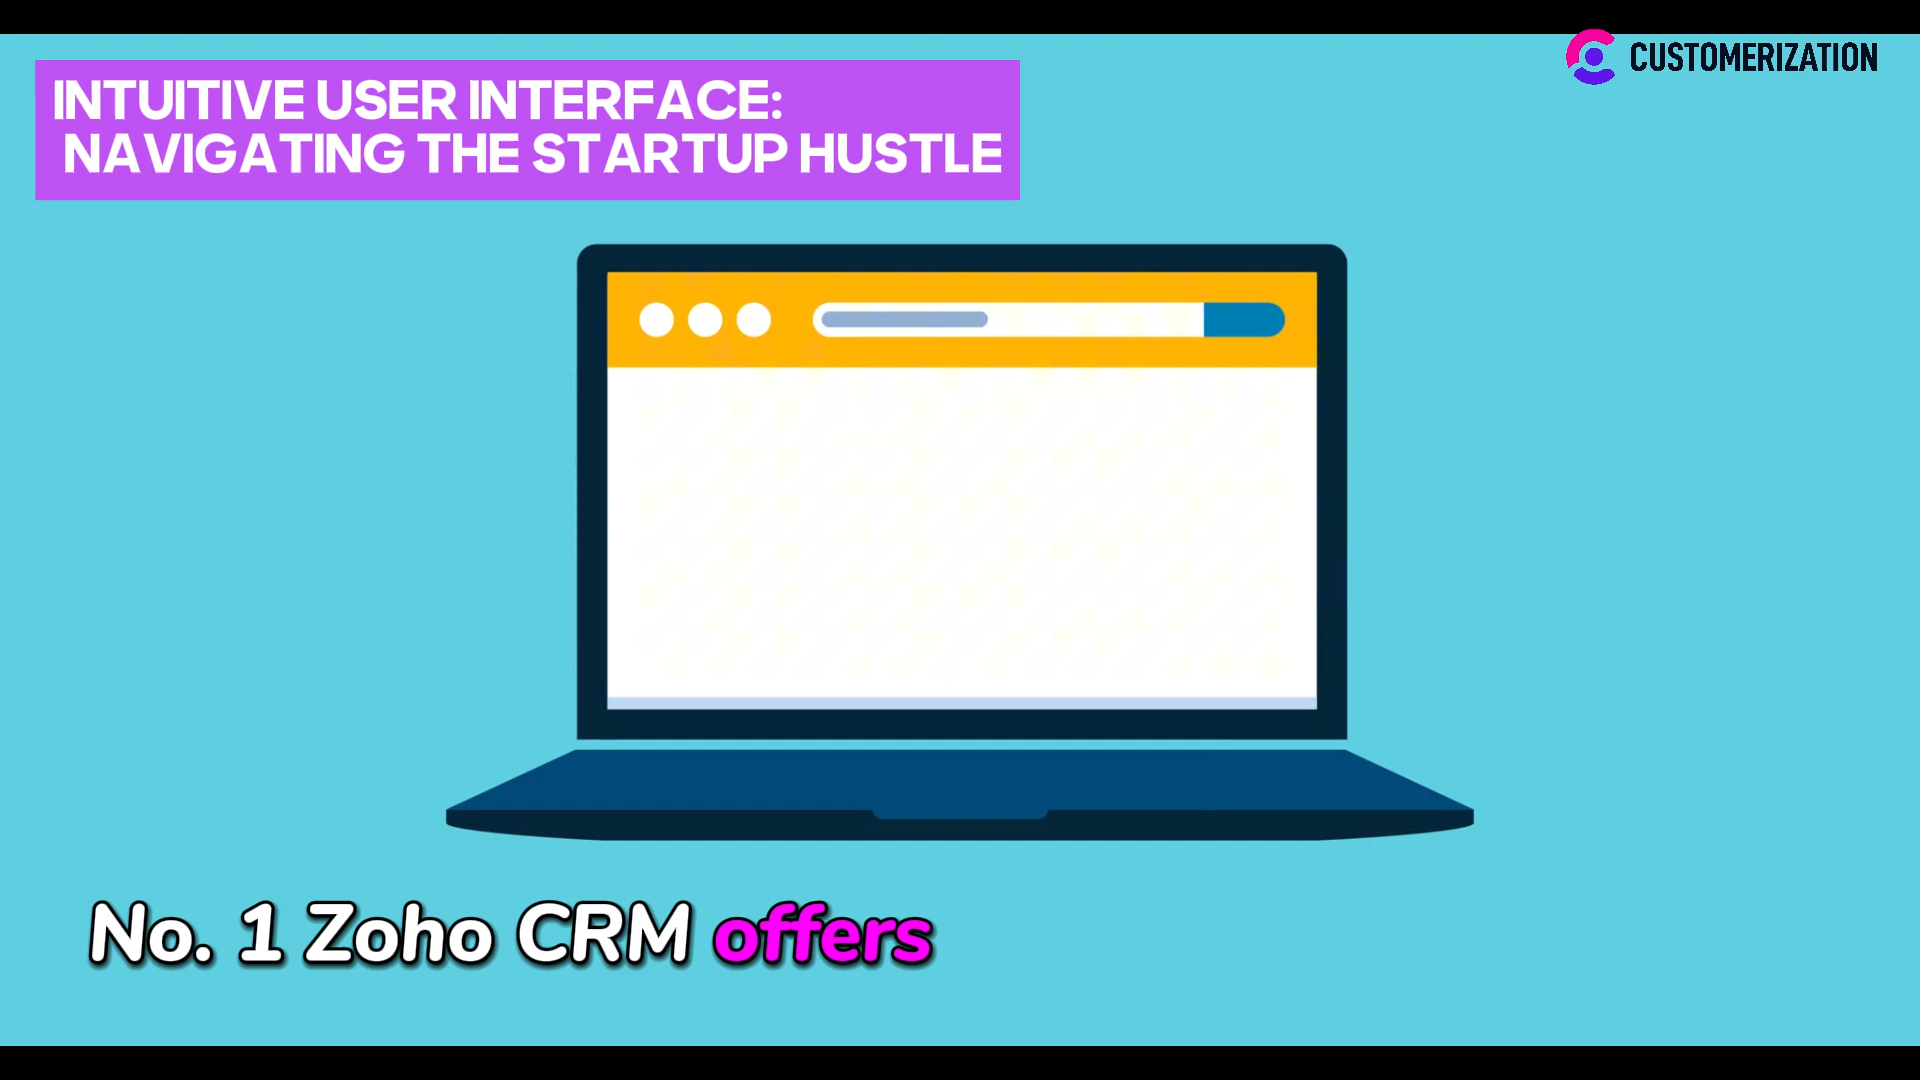 CUSTOMERIZATION
INTUITIVE USER INTERFACE:
NAVIGATING THE STARTUP HUSTLE
No. 1 Zoho CRM offers